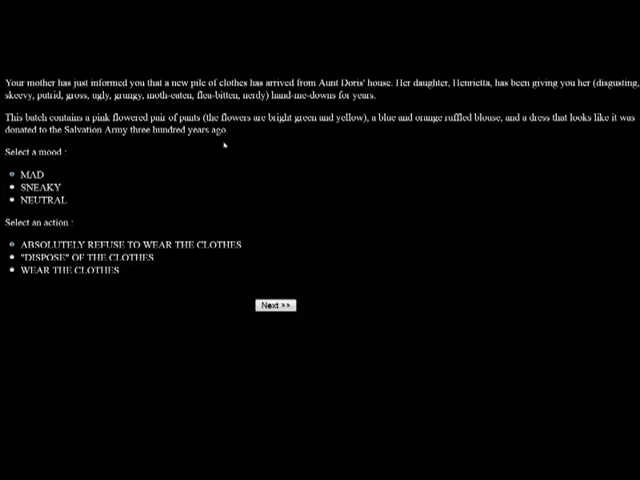 Your mother has just informed you that a new pile of clothes has arrived from Aunt Doris' house. Her daughter, Henrietta, has been giving you her (disgusting,
skeevy, putrid, gross, ugly, grungy, moth-eaten, flea-bitten, nerdy) hand-me-downs for years.
This batch contains a pink flowered pair of pants (the flowers are bright green and yellow), a blue and orange ruffled blouse, and a dress that looks like it was
donated to the Salvation Army three hundred years ago.
Select a mood :
MAD
SNEAKY
NEUTRAL
Select an action :
ABSOLUTELY REFUSE TO WEAR THE CLOTHES
"DISPOSE" OF THE CLOTHES
WEAR THE CLOTHES
Next >>